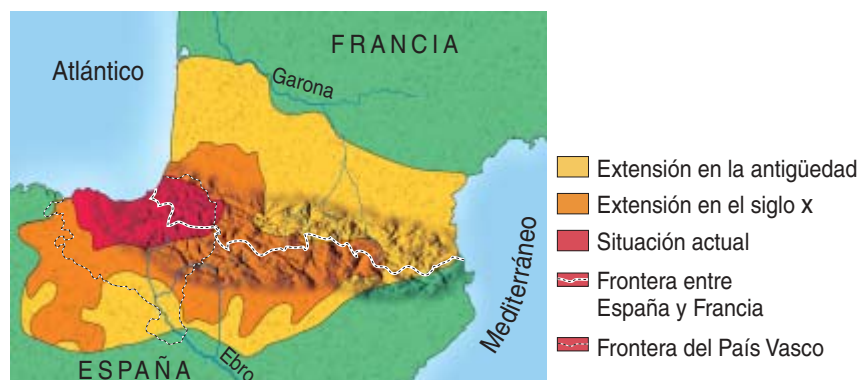 FRANCIA
Atlántico
Garona
Mediterráneo
ESPAÑA
Ebro
Extensión en la antigüedad
Extensión en el siglo X
Situación actual
Frontera entre
España y Francia
Frontera del País Vasco